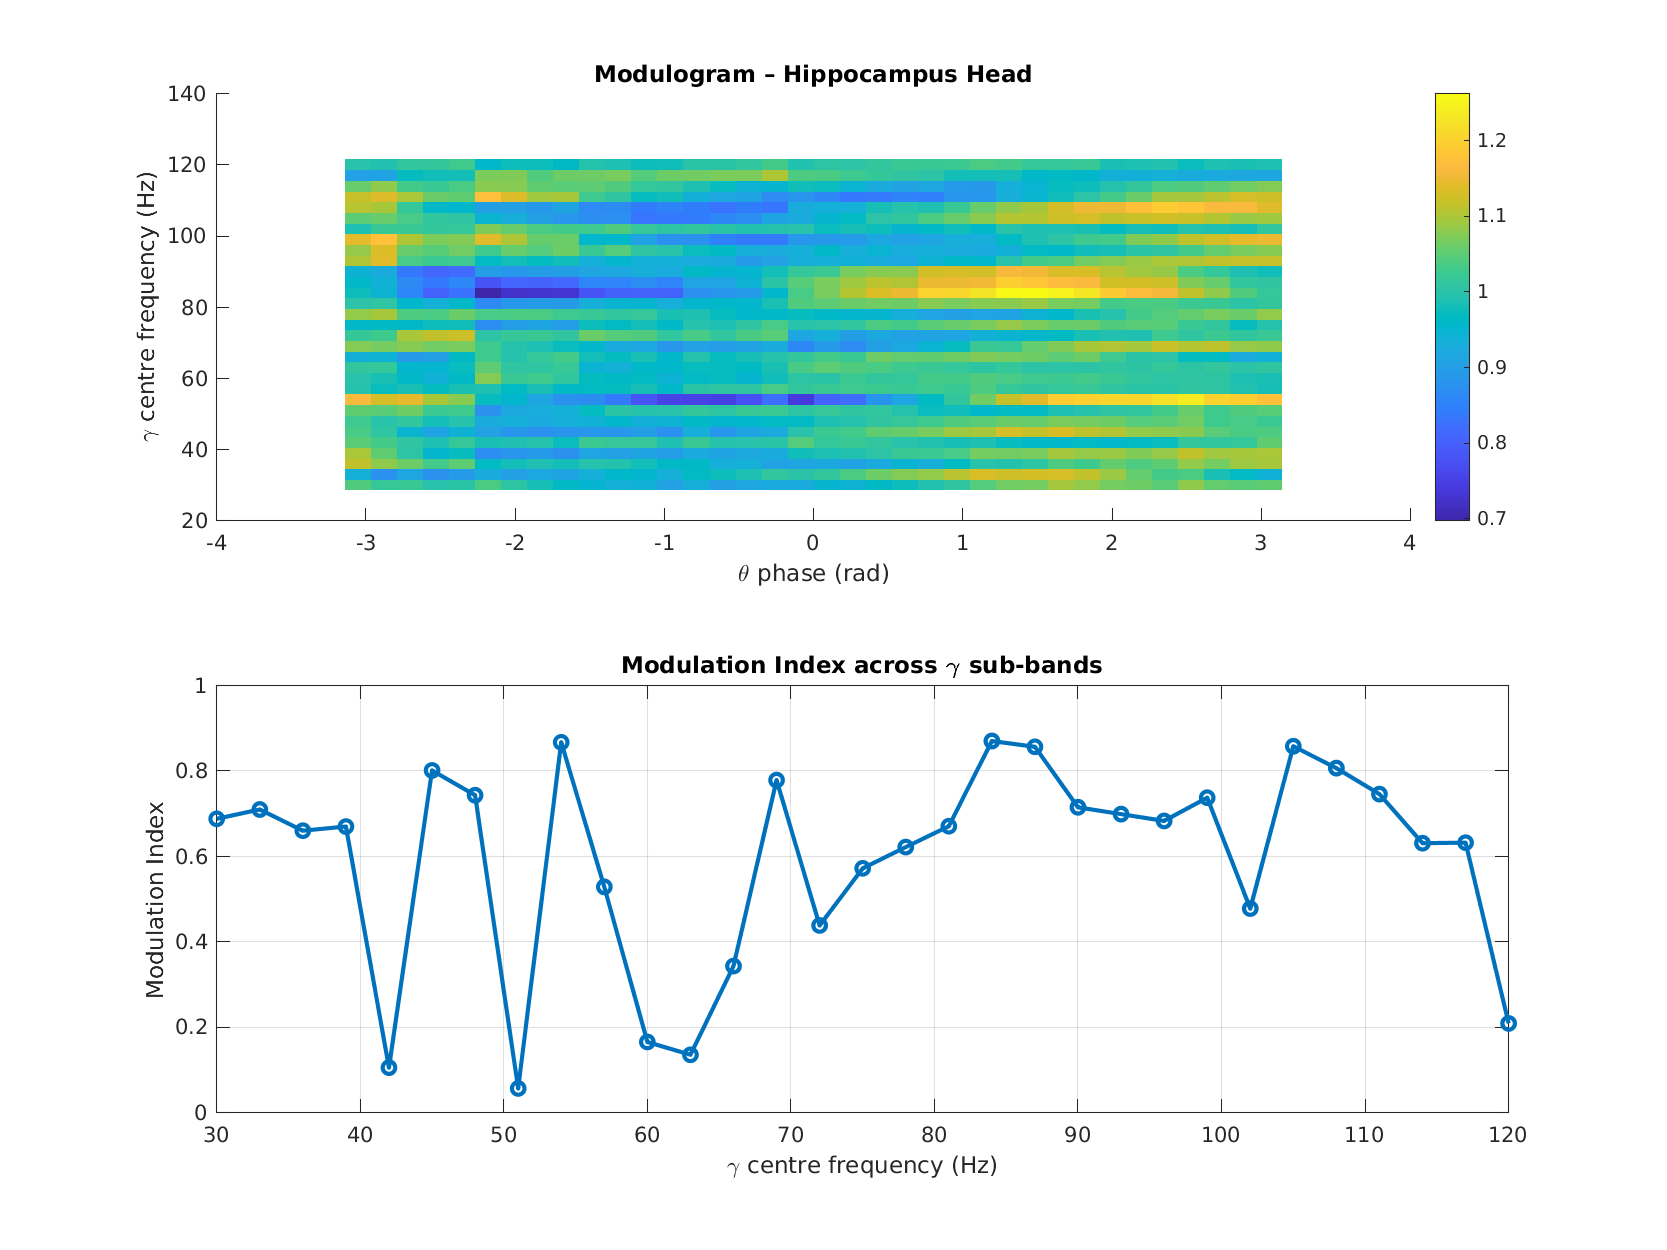 Modulogram – Hippocampus Head
140
120
100
80
60
40
20
γ centre frequency (Hz)
-4 -3 -2 -1 0 1 2 3 4
θ phase (rad)
1.2
1.1
1
0.9
0.8
0.7
Modulation Index across γ sub-bands
1
0.8
0.6
0.4
0.2
0
Modulation Index
30 40 50 60 70 80 90 100 110 120
γ centre frequency (Hz)